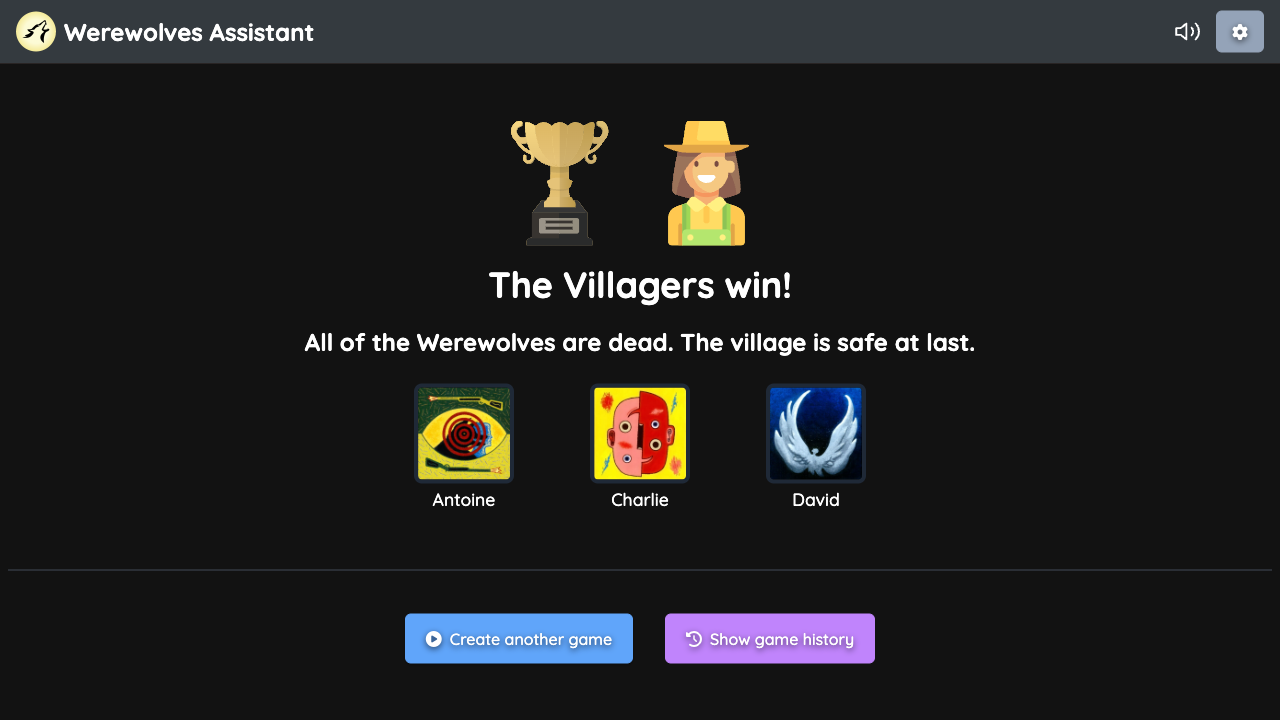 Werewolves Assistant
The Villagers win!
All of the Werewolves are dead. The village is safe at last.
Antoine
Charlie
David
Create another game
Show game history